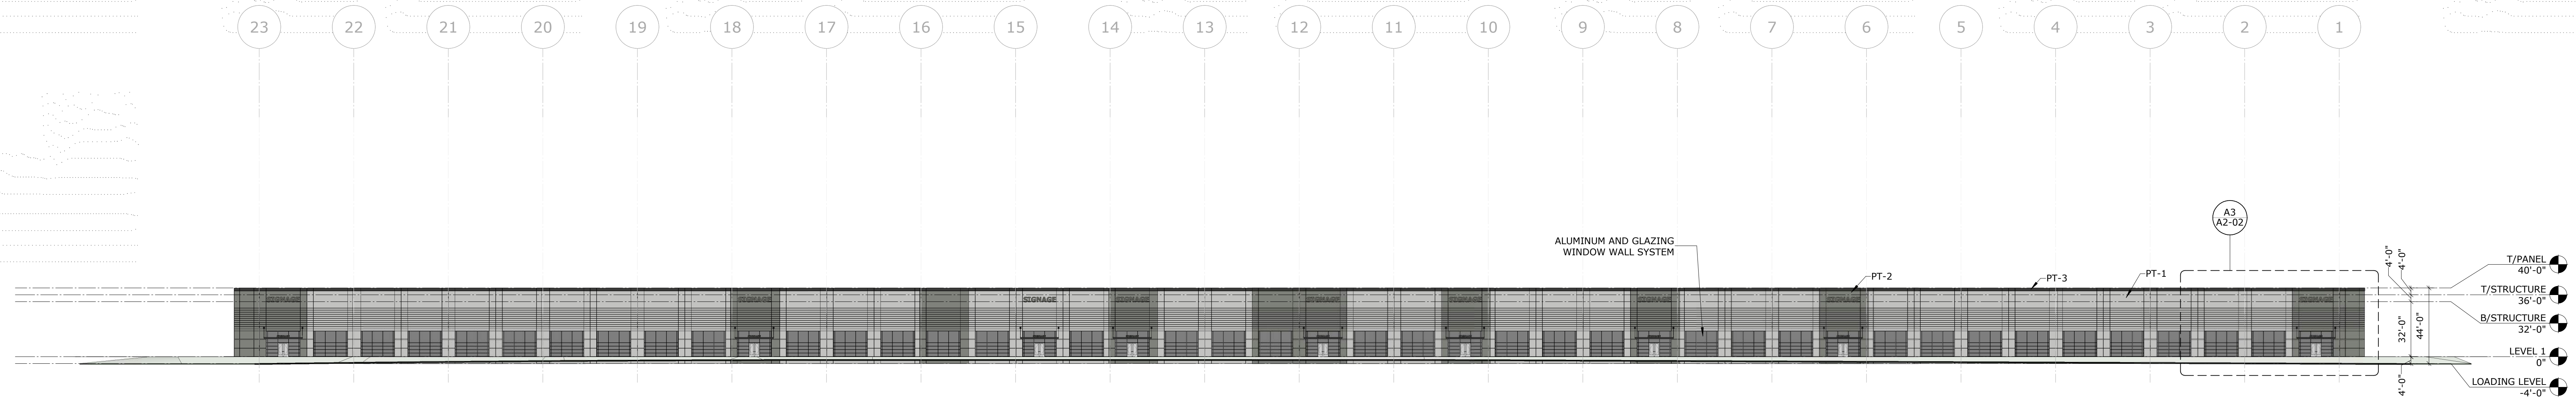 23 22 21 20 19 18 17 16 15 14 13 12 11 10 9 8 7 6 5 4 3 2 1
A3
A2-02
ALUMINUM AND GLAZING
WINDOW WALL SYSTEM
PT-2
PT-3
PT-1
4'-0"
4'-0"
T/PANEL
40'-0"
T/STRUCTURE
36'-0"
B/STRUCTURE
32'-0"
32'-0"
44'-0"
LEVEL 1
0"
4'-0"
LOADING LEVEL
-4'-0"
SIGNAGE SIGNAGE SIGNAGE SIGNAGE SIGNAGE SIGNAGE SIGNAGE SIGNAGE SIGNAGE